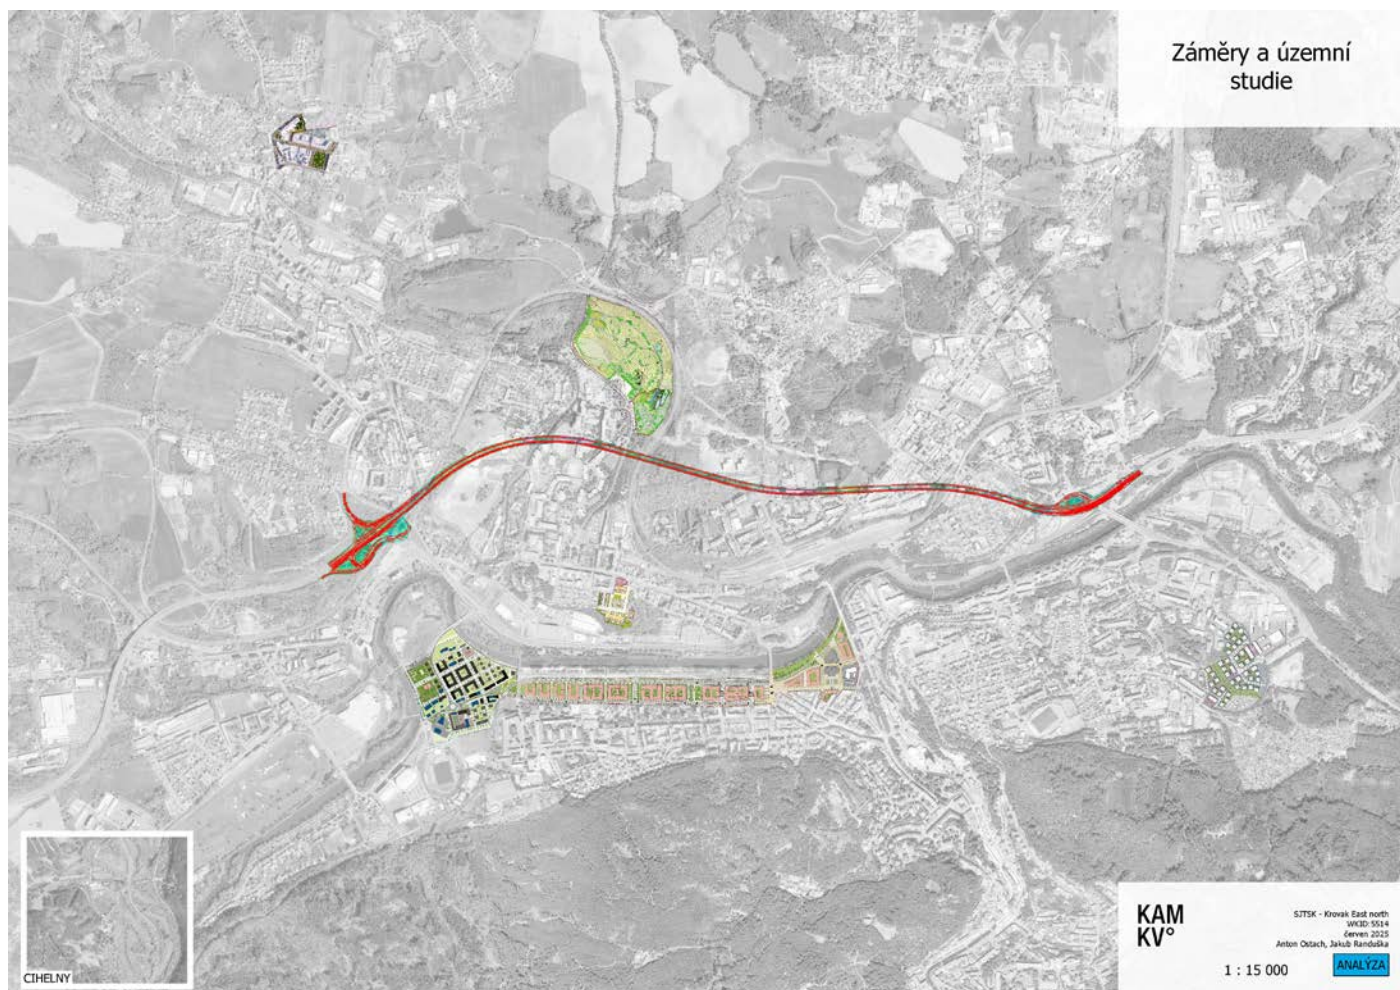 Záměry a územní
studie
CIHELNY
KAM
KV°
SJTSK - Krovak East north
WKID: 5514
červen 2025
Anton Ostach, Jakub Randuška
1 : 15 000
ANALÝZA